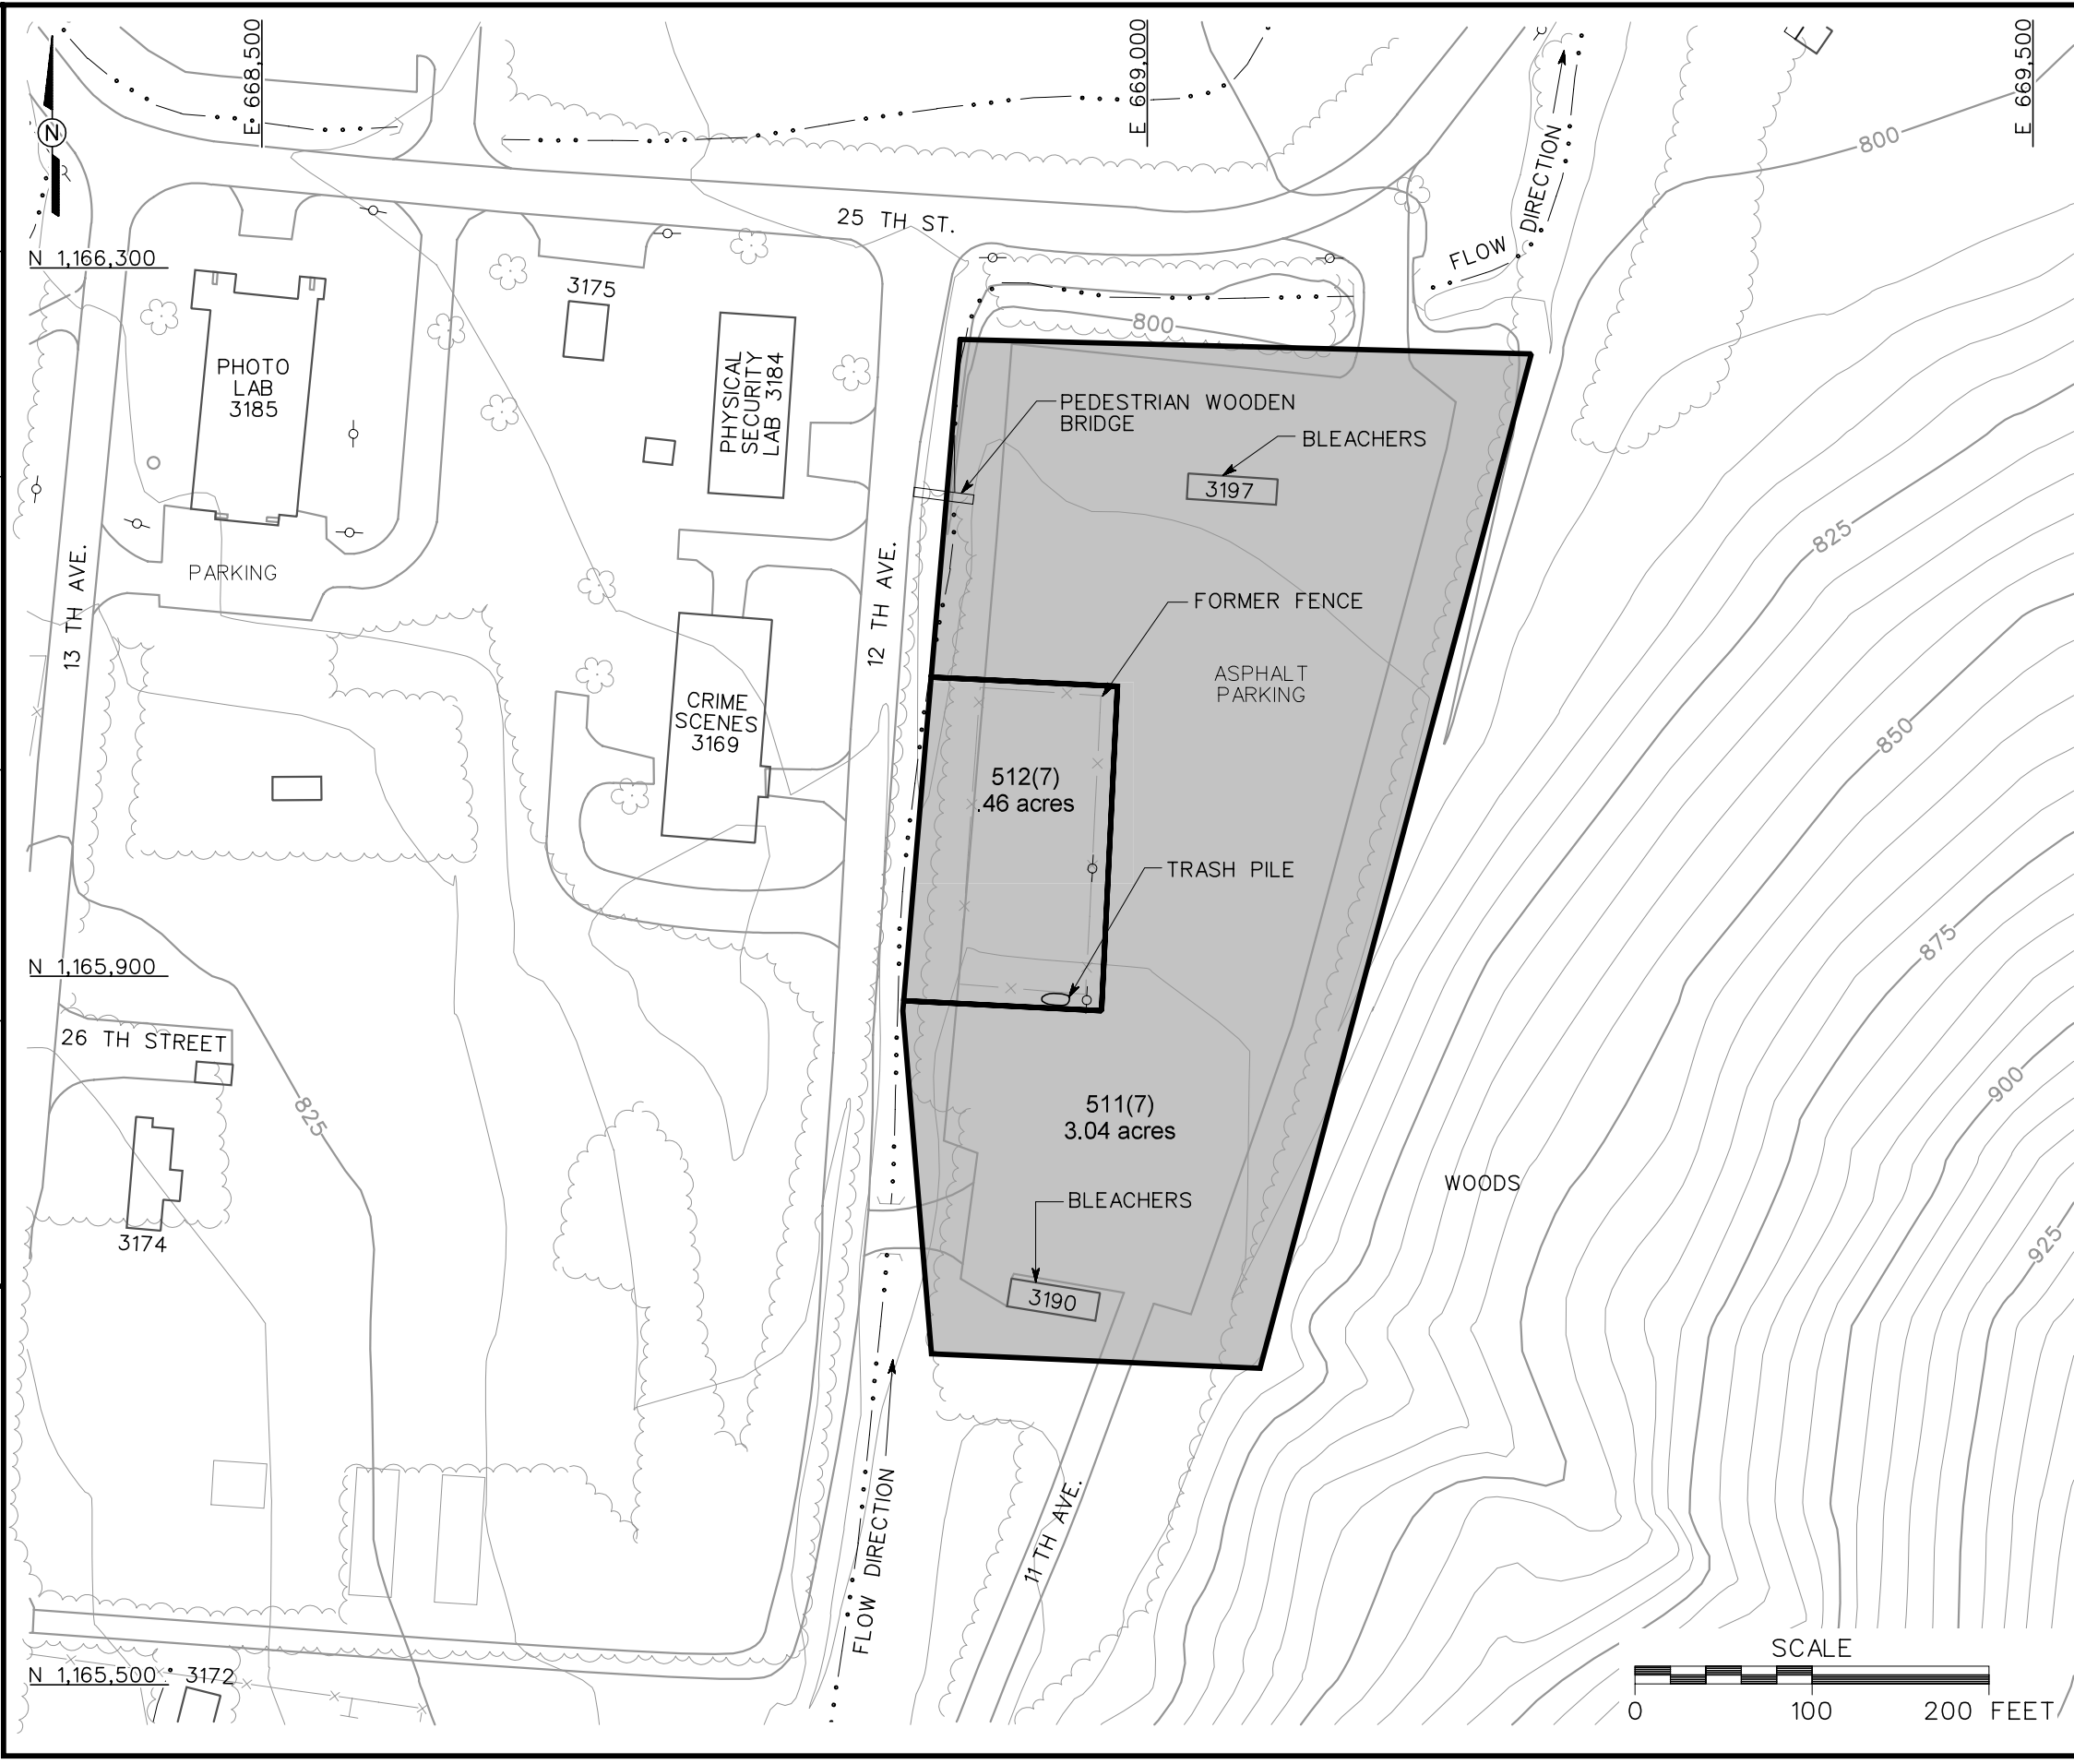 E 668,500
E 669,000
E 669,500
N
800
FLOW DIRECTION
25 TH ST.
N 1,166,300
3175
800
PHOTO
LAB
3185
PHYSICAL
SECURITY
LAB 3184
PEDESTRIAN WOODEN
BRIDGE
BLEACHERS
3197
825
PARKING
13 TH AVE.
12 TH AVE.
FORMER FENCE
ASPHALT
PARKING
CRIME
SCENES
3169
850
512(7)
.46 acres
TRASH PILE
875
N 1,165,900
26 TH STREET
825
900
511(7)
3.04 acres
WOODS
BLEACHERS
3174
925
3190
FLOW DIRECTION
11 TH AVE.
N 1,165,500
3172
SCALE
0 100 200 FEET